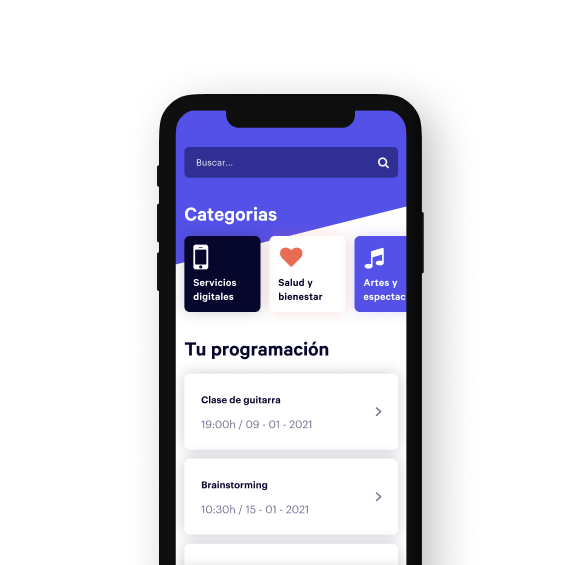 Buscar...
Categorias
Servicios
digitales
Salud y
bienestar
Artes y
espectac
Tu programación
Clase de guitarra
19:00h / 09 - 01 - 2021
Brainstorming
10:30h / 15 - 01 - 2021